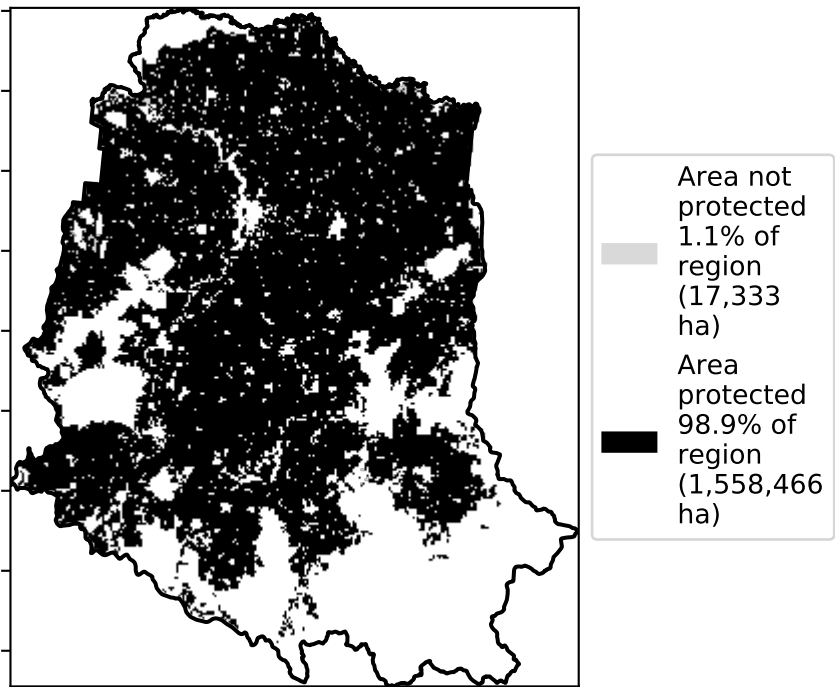 Area not
protected
1.1% of
region
(17,333
ha)
Area
protected
98.9% of
region
(1,558,466
ha)